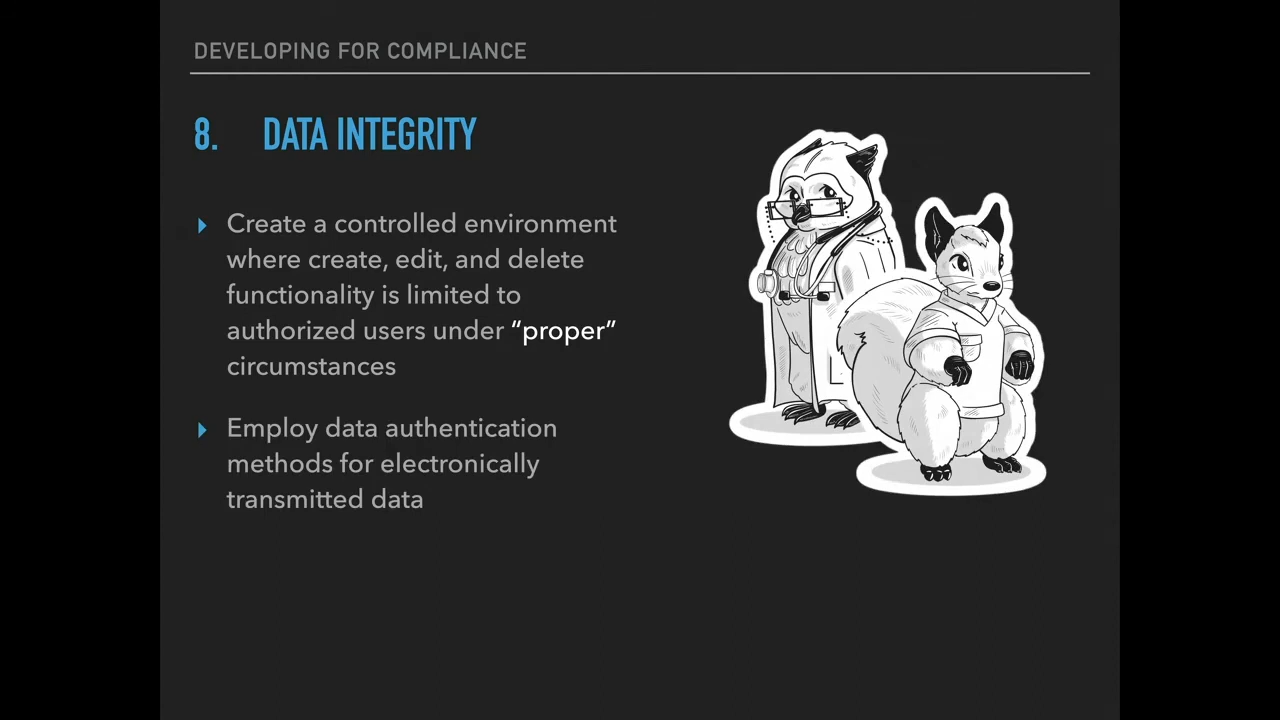 DEVELOPING FOR COMPLIANCE
8. DATA INTEGRITY
Create a controlled environment
where create, edit, and delete
functionality is limited to
authorized users under “proper”
circumstances
Employ data authentication
methods for electronically
transmitted data